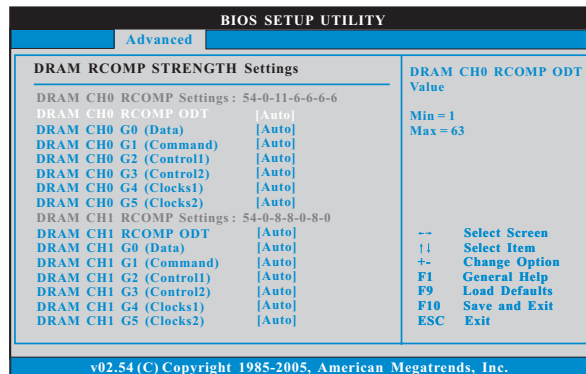 BIOS SETUP UTILITY
Advanced
DRAM RCOMP STRENGTH Settings
DRAM CH0 RCOMP Settings : 54-0-11-6-6-6-6
DRAM CH0 RCOMP ODT [Auto]
DRAM CH0 G0 (Data) [Auto]
DRAM CH0 G1 (Command) [Auto]
DRAM CH0 G2 (Control1) [Auto]
DRAM CH0 G3 (Control2) [Auto]
DRAM CH0 G4 (Clocks1) [Auto]
DRAM CH0 G5 (Clocks2) [Auto]
DRAM CH1 RCOMP Settings : 54-0-8-8-0-8-0
DRAM CH1 RCOMP ODT [Auto]
DRAM CH1 G0 (Data) [Auto]
DRAM CH1 G1 (Command) [Auto]
DRAM CH1 G2 (Control1) [Auto]
DRAM CH1 G3 (Control2) [Auto]
DRAM CH1 G4 (Clocks1) [Auto]
DRAM CH1 G5 (Clocks2) [Auto]
DRAM CH0 RCOMP ODT
Value
Min = 1
Max = 63
←→ Select Screen
↑↓ Select Item
+- Change Option
F1 General Help
F9 Load Defaults
F10 Save and Exit
ESC Exit
v02.54 (C) Copyright 1985-2005, American Megatrends, Inc.